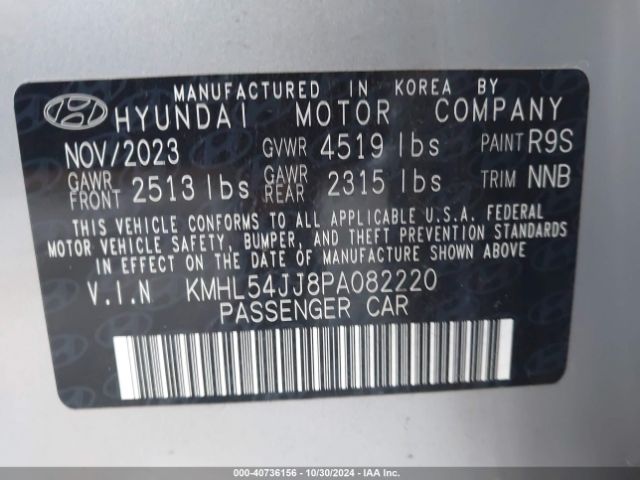 MANUFACTURED IN KOREA BY
HYUNDAI MOTOR COMPANY
NOV/2023 GVWR 4519 lbs PAINT R9S
GAWR FRONT 2513 lbs GAWR REAR 2315 lbs TRIM NNB
THIS VEHICLE CONFORMS TO ALL APPLICABLE U.S.A. FEDERAL
MOTOR VEHICLE SAFETY, BUMPER, AND THEFT PREVENTION STANDARDS
IN EFFECT ON THE DATE OF MANUFACTURE SHOWN ABOVE
V.I.N KMHL54JJ8PA082220
PASSENGER CAR
000-40736156 - 10/30/2024 - COPART, INC.